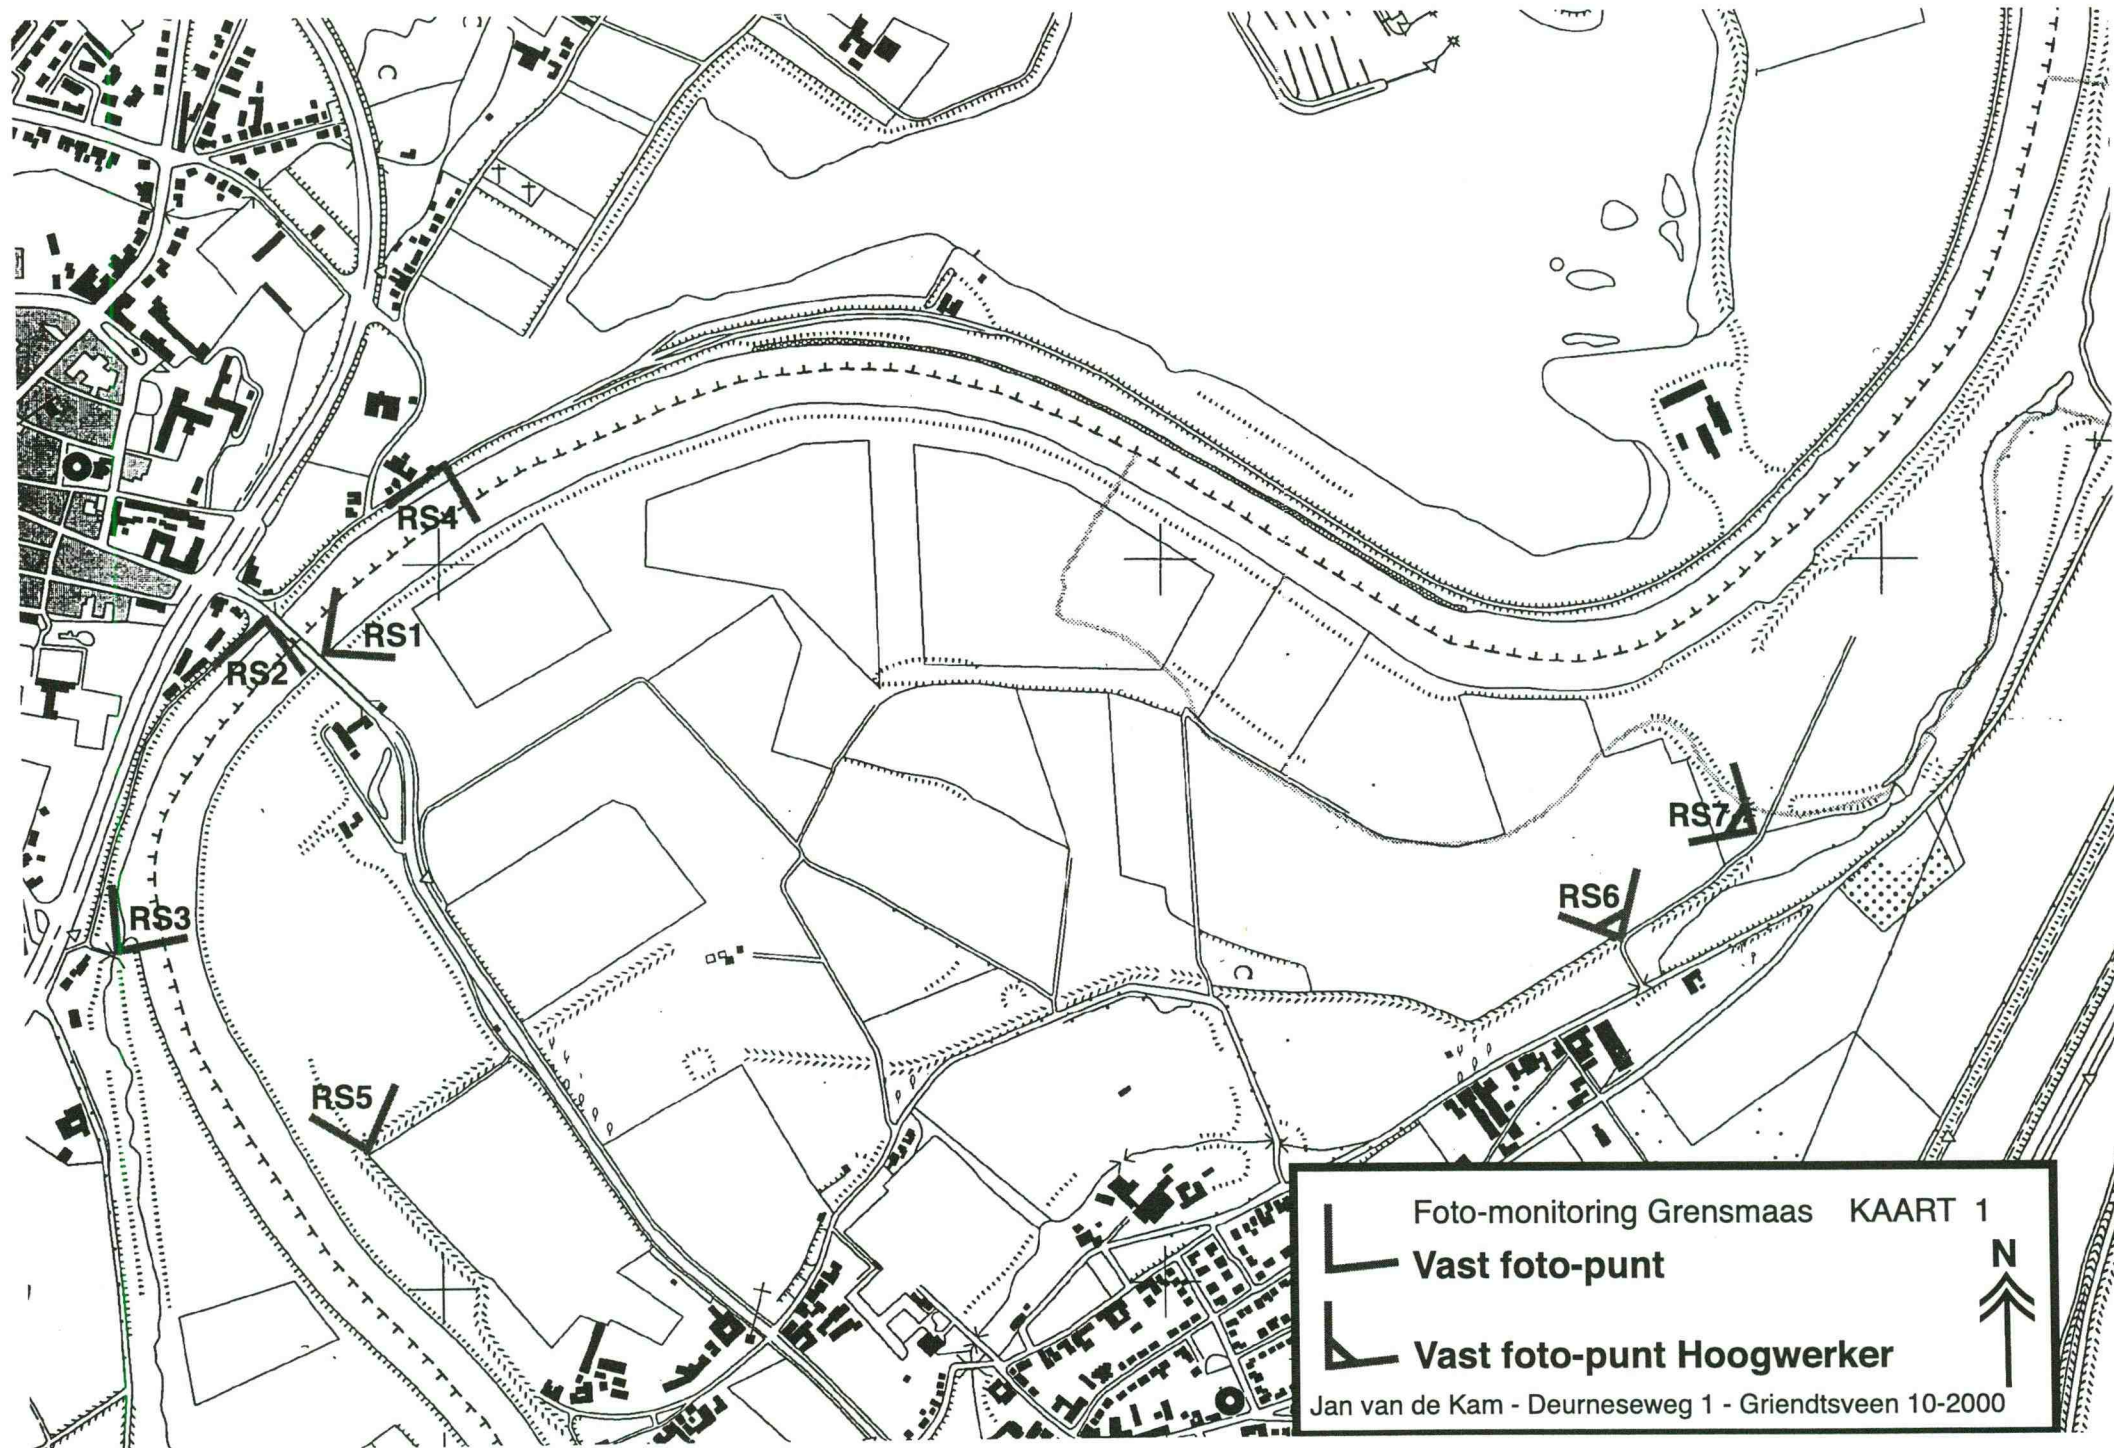 RS4
RS1
RS2
RS3
RS5
RS6
RS7
Foto-monitoring Grensmaas KAART 1
Vast foto-punt
N
Vast foto-punt Hoogwerker
Jan van de Kam - Deurneseweg 1 - Griendtsveen 10-2000